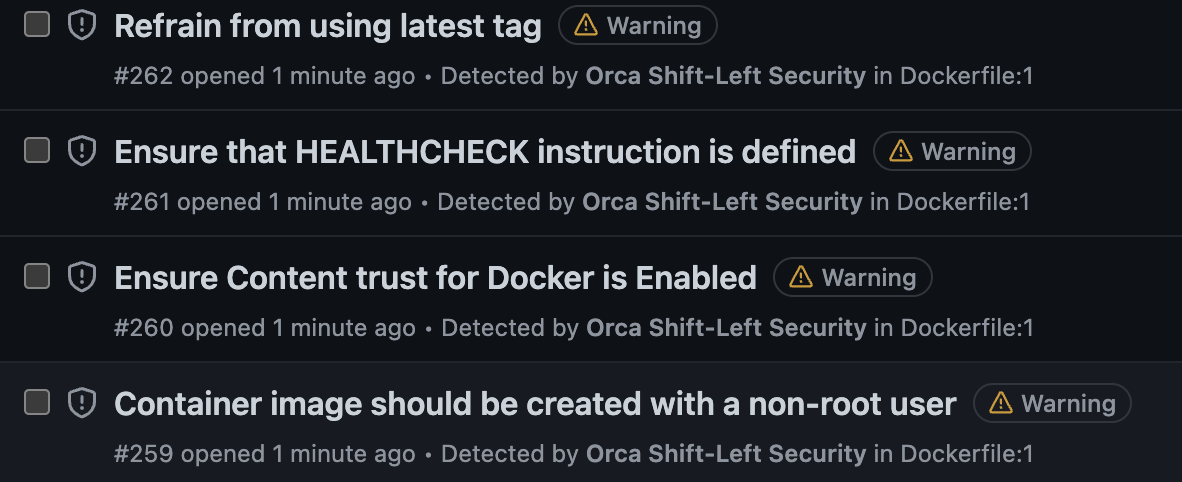 Refrain from using latest tag Warning
#262 opened 1 minute ago • Detected by Orca Shift-Left Security in Dockerfile:1
Ensure that HEALTHCHECK instruction is defined Warning
#261 opened 1 minute ago • Detected by Orca Shift-Left Security in Dockerfile:1
Ensure Content trust for Docker is Enabled Warning
#260 opened 1 minute ago • Detected by Orca Shift-Left Security in Dockerfile:1
Container image should be created with a non-root user Warning
#259 opened 1 minute ago • Detected by Orca Shift-Left Security in Dockerfile:1